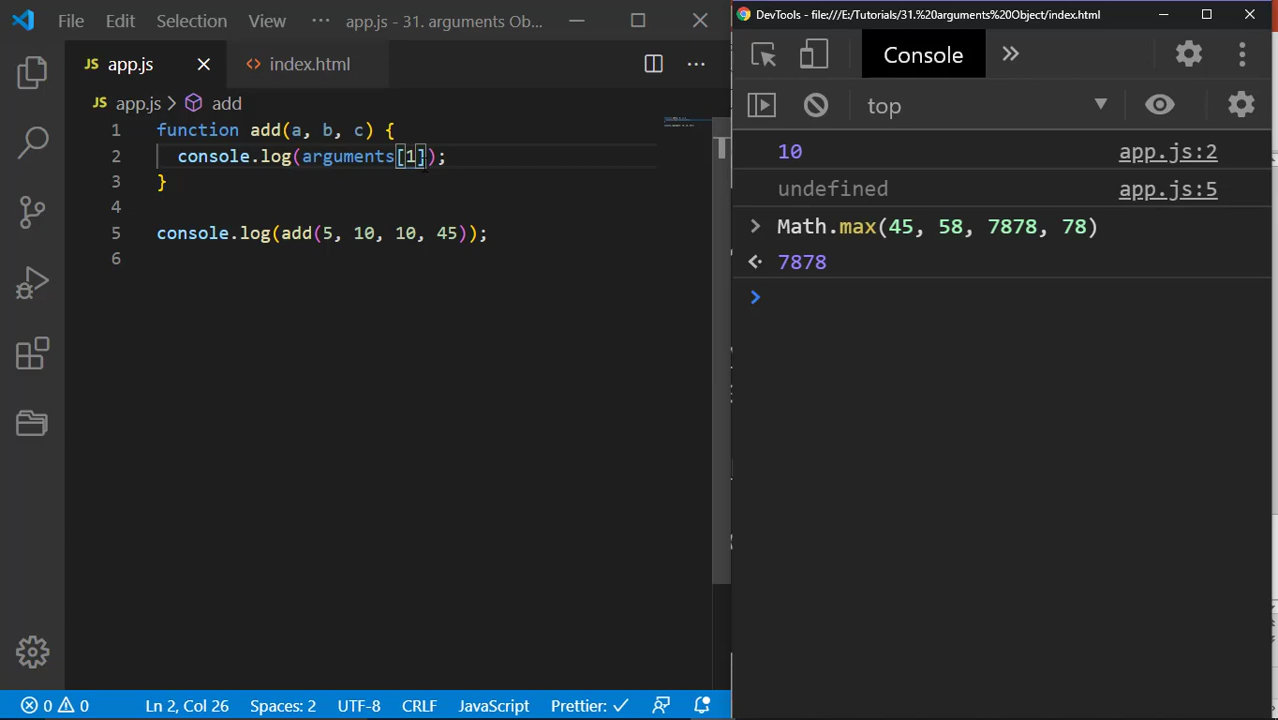 File Edit Selection View ··· app.js - 31. arguments Ob...
JS app.js
<> index.html
JS app.js > add
1 function add(a, b, c) {
2 console.log(arguments[1]);
3 }
4
5 console.log(add(5, 10, 10, 45));
6
0 0 Ln 2, Col 26 Spaces: 2 UTF-8 CRLF JavaScript Prettier: ✓
DevTools - file:///E:/Tutorials/31.%20arguments%20Object/index.html
Console »
top
10 app.js:2
undefined app.js:5
> Math.max(45, 58, 7878, 78)
7878
>